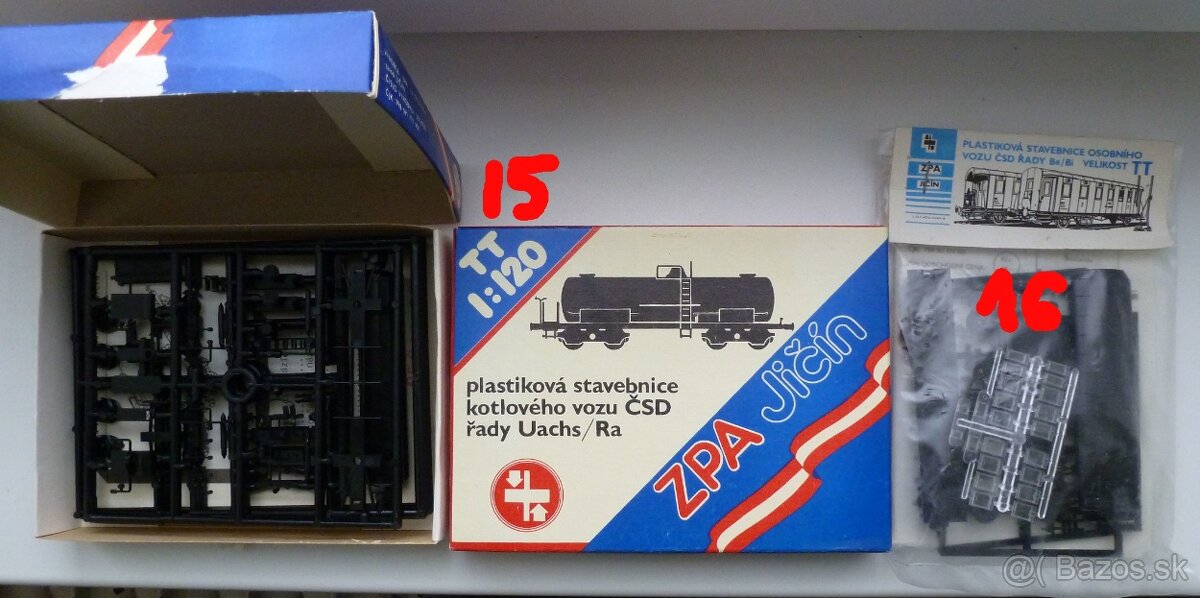 15
TT
1:120
plastiková stavebnice
kotlového vozu ČSD
řady Uachs/Ra
ZPA Jičín
ZPA
JIČÍN
PLASTIKOVÁ STAVEBNICE OSOBNÍHO
VOZU ČSD ŘADY Be/Bi VELIKOST TT
16
@( Bazos.sk